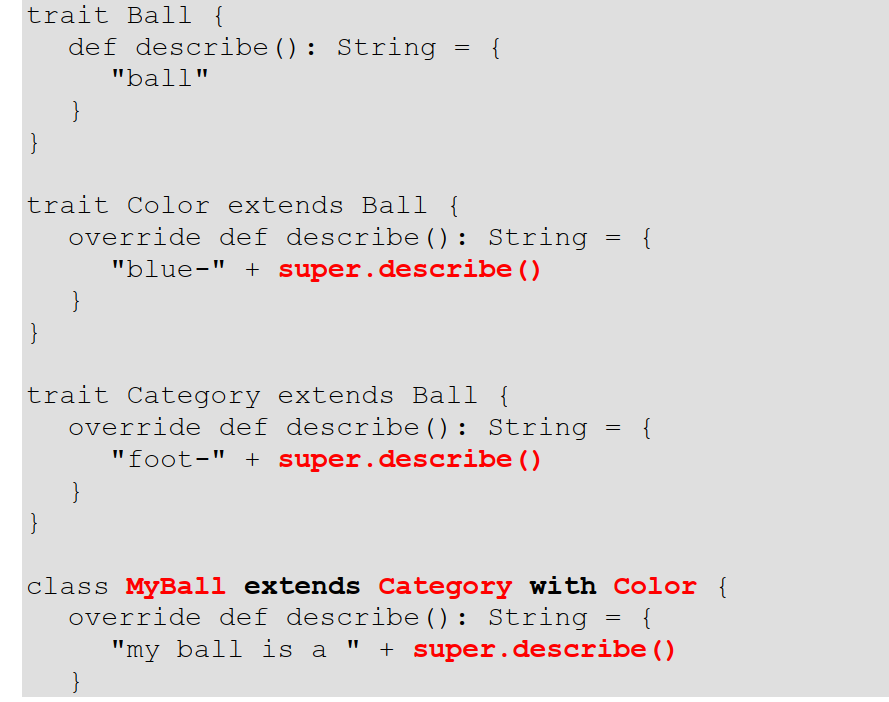 trait Ball {
def describe(): String = {
"ball"
}
}
trait Color extends Ball {
override def describe(): String = {
"blue-" + super.describe()
}
}
trait Category extends Ball {
override def describe(): String = {
"foot-" + super.describe()
}
}
class MyBall extends Category with Color {
override def describe(): String = {
"my ball is a " + super.describe()
}